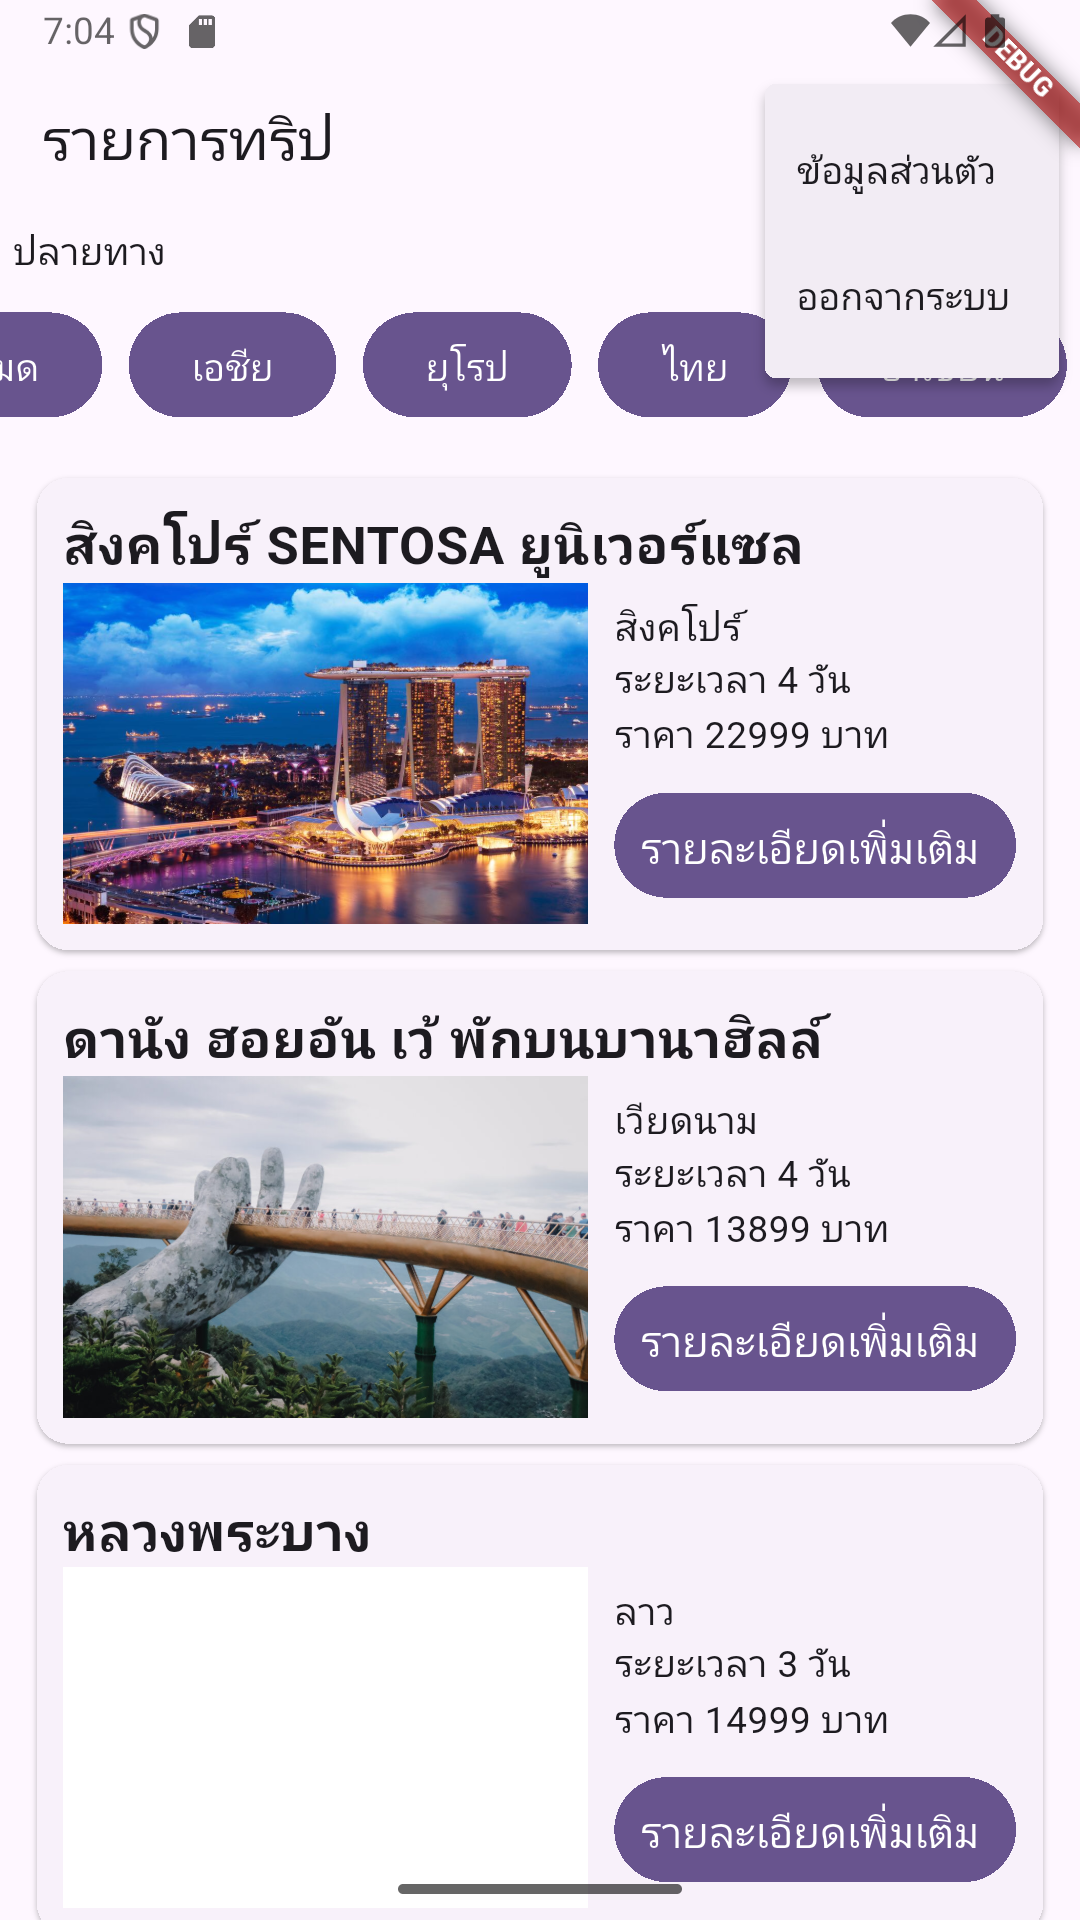 7:04
DEBUG
รายการทริป
ข้อมูลส่วนตัว
ออกจากระบบ
ปลายทาง
เอเชีย
ยุโรป
ไทย
สิงคโปร์ SENTOSA ยูนิเวอร์แซล
สิงคโปร์
ระยะเวลา 4 วัน
ราคา 22999 บาท
รายละเอียดเพิ่มเติม
ดานัง ฮอยอัน เว้ พักบนบานาฮิลล์
เวียดนาม
ระยะเวลา 4 วัน
ราคา 13899 บาท
รายละเอียดเพิ่มเติม
หลวงพระบาง
ลาว
ระยะเวลา 3 วัน
ราคา 14999 บาท
รายละเอียดเพิ่มเติม